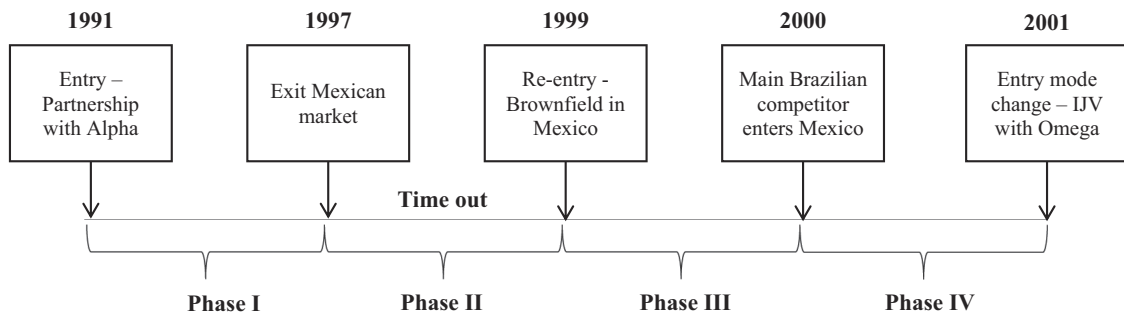 1991
1997
1999
2000
2001
Entry –
Partnership
with Alpha
Exit Mexican
market
Re-entry -
Brownfield in
Mexico
Main Brazilian
competitor
enters Mexico
Entry mode
change – IJV
with Omega
Time out
Phase I
Phase II
Phase III
Phase IV